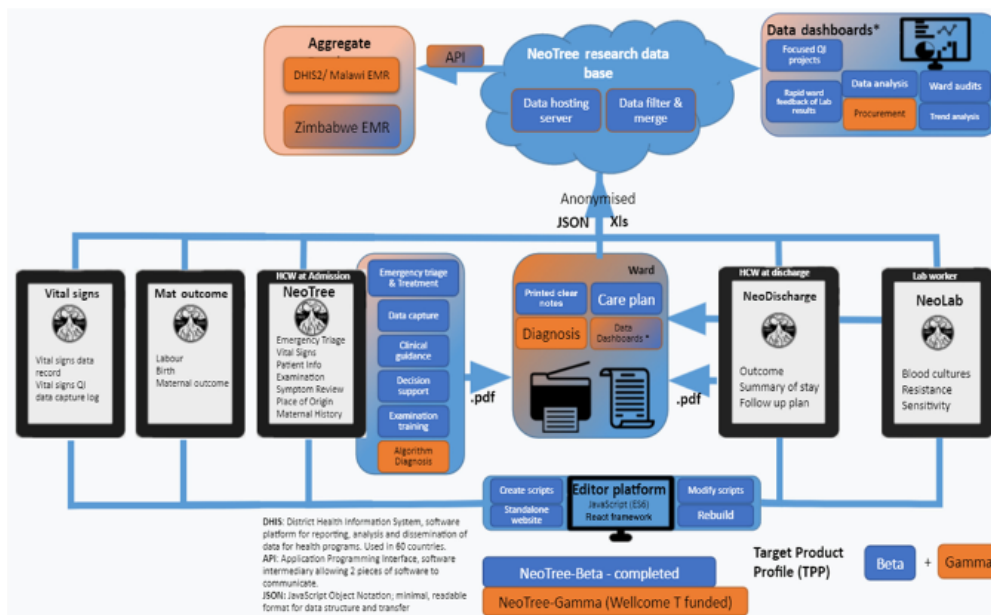 Aggregate
DHIS2/ Malawi EMR
Zimbabwe EMR
API
NeoTree research data
base
Data hosting
server
Data filter &
merge
Data dashboards*
Focused QI
projects
Data analysis
Ward audits
Rapid ward
feedback of Lab
results
Procurement
Trend analysis
Anonymised
JSON
Xls
Vital signs
Vital signs data
record
Vital signs QI
data capture log
Mat outcome
Labour
Birth
Maternal outcome
HCW at Admission
NeoTree
Emergency Triage
Vital Signs
Patient Info
Examination
Symptom Review
Place of Origin
Maternal History
Emergency triage
& Treatment
Data capture
Clinical
guidance
Decision
support
Examination
training
Algorithm
Diagnosis
.pdf
Ward
Printed clear
notes
Care plan
Diagnosis
Data
Dashboards *
.pdf
HCW at discharge
NeoDischarge
Outcome
Summary of stay
Follow up plan
Lab worker
NeoLab
Blood cultures
Resistance
Sensitivity
Create scripts
Standalone
website
Editor platform
JavaScript (ES6)
React framework
Modify scripts
Rebuild
DHIS: District Health Information System, software
platform for reporting, analysis and dissemination of
data for health programs. Used in 60 countries.
API: Application Programming Interface, software
intermediary allowing 2 pieces of software to
communicate.
JSON: JavaScript Object Notation; minimal, readable
format for data structure and transfer
NeoTree-Beta - completed
NeoTree-Gamma (Wellcome T funded)
Target Product
Profile (TPP)
Beta
+
Gamma